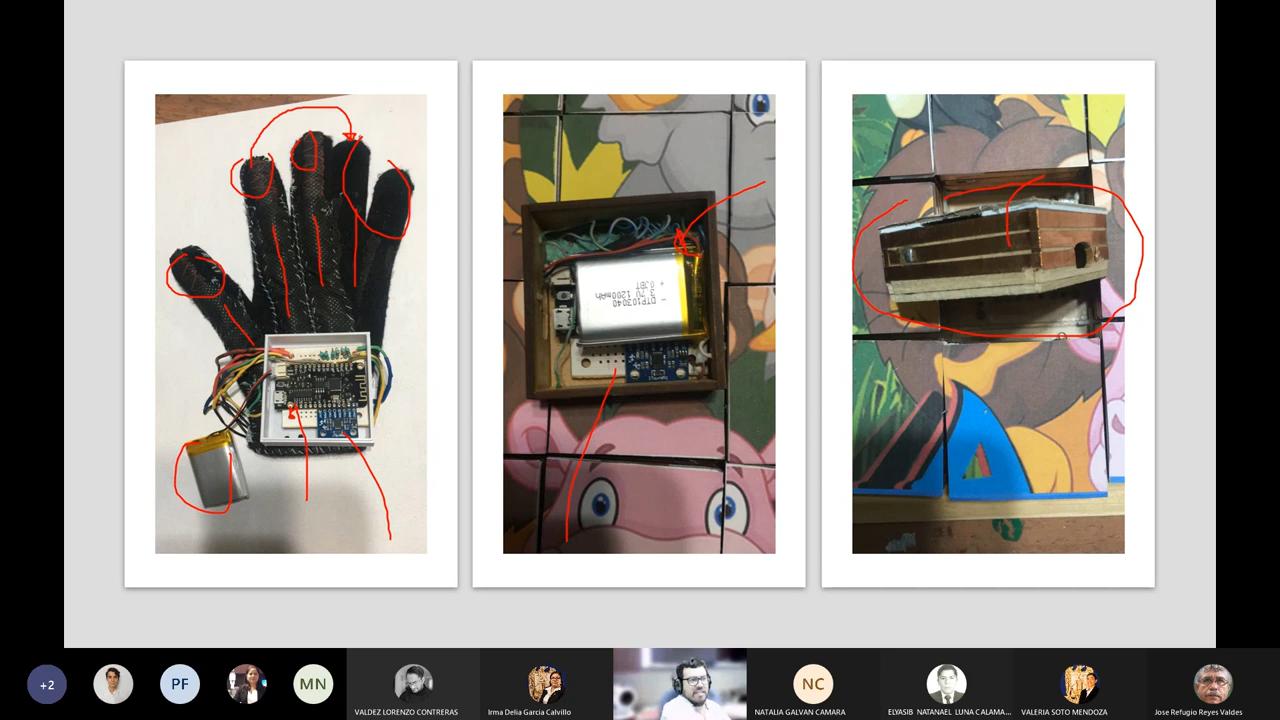 - DTP103040
3.7V 1200mAh
+ 0JBT
+2
PF
MN
VALDEZ LORENZO CONTRERAS
Irma Delia Garcia Calvillo
NC
NATALIA GALVAN CAMARA
ELYASIB NATANAEL LUNA CALAMA...
VALERIA SOTO MENDOZA
Jose Refugio Reyes Valdes